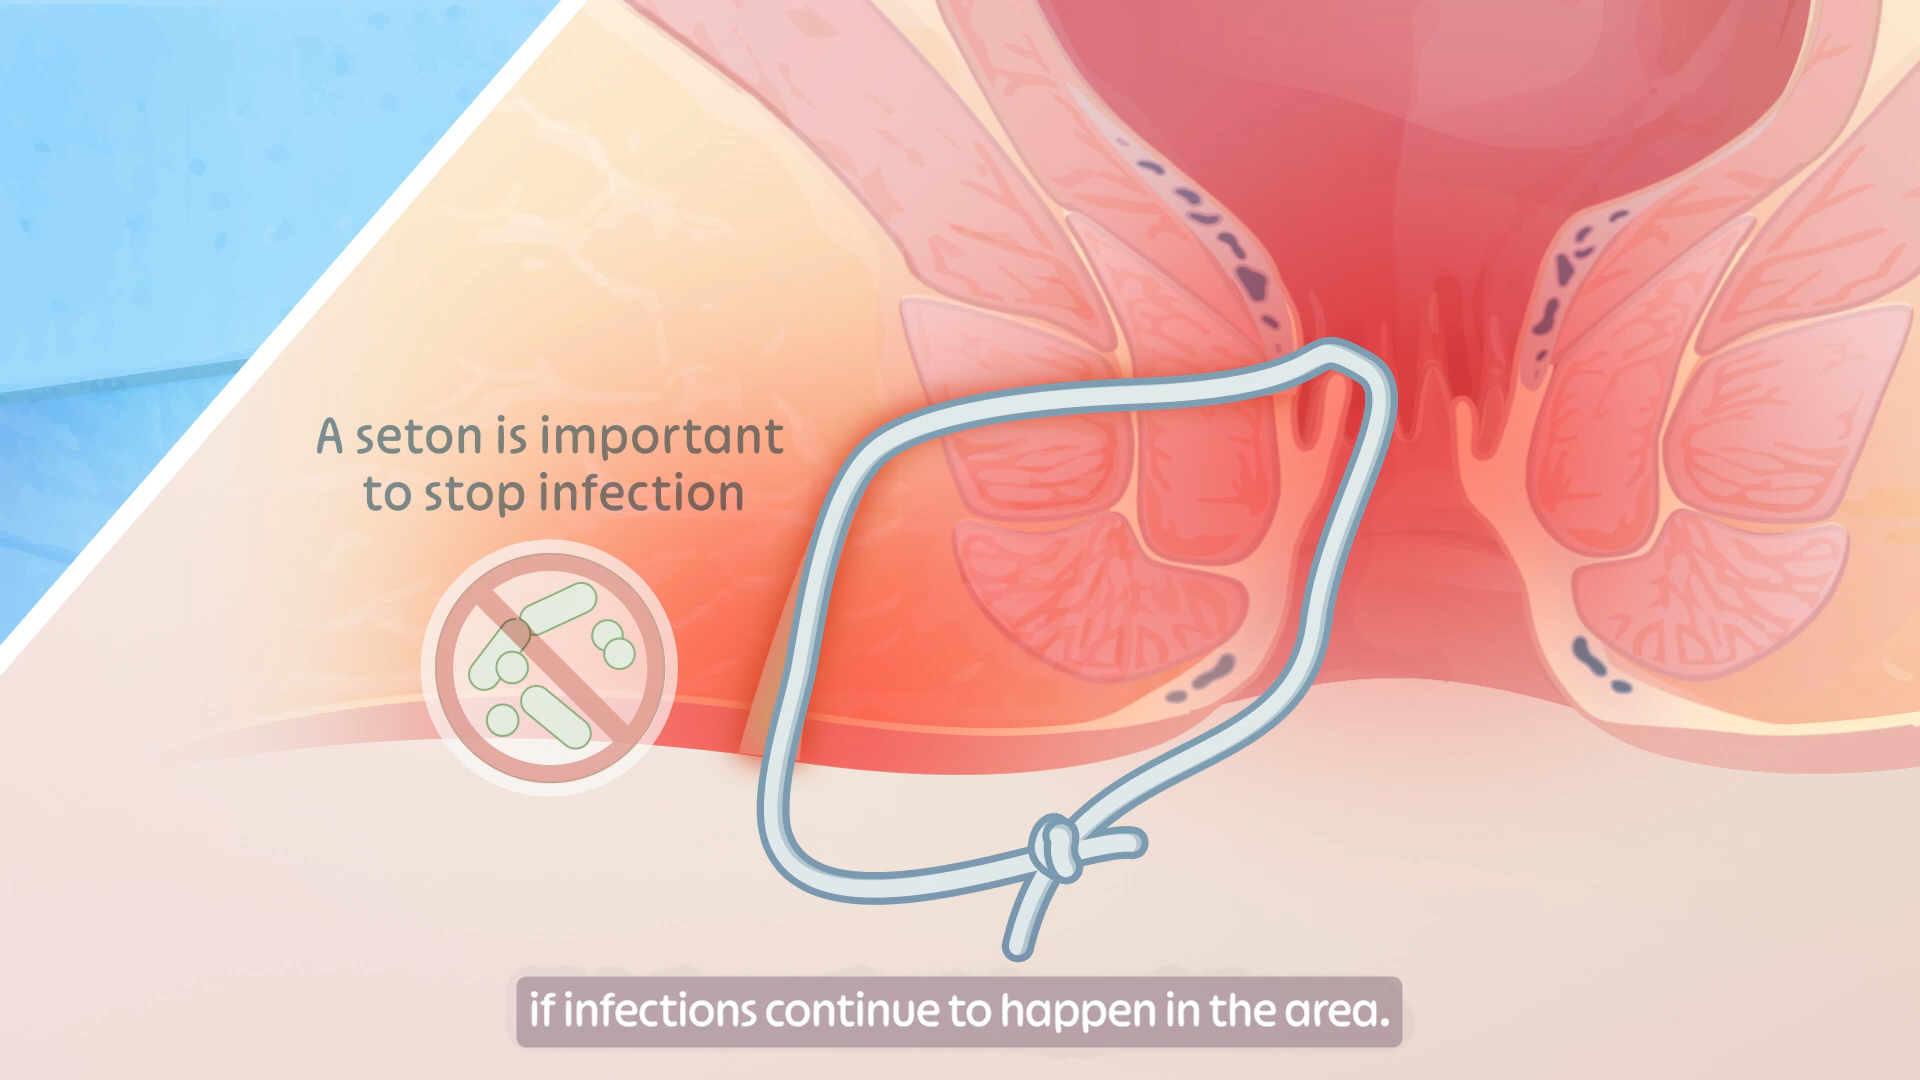 A seton is important
to stop infection
if infections continue to happen in the area.